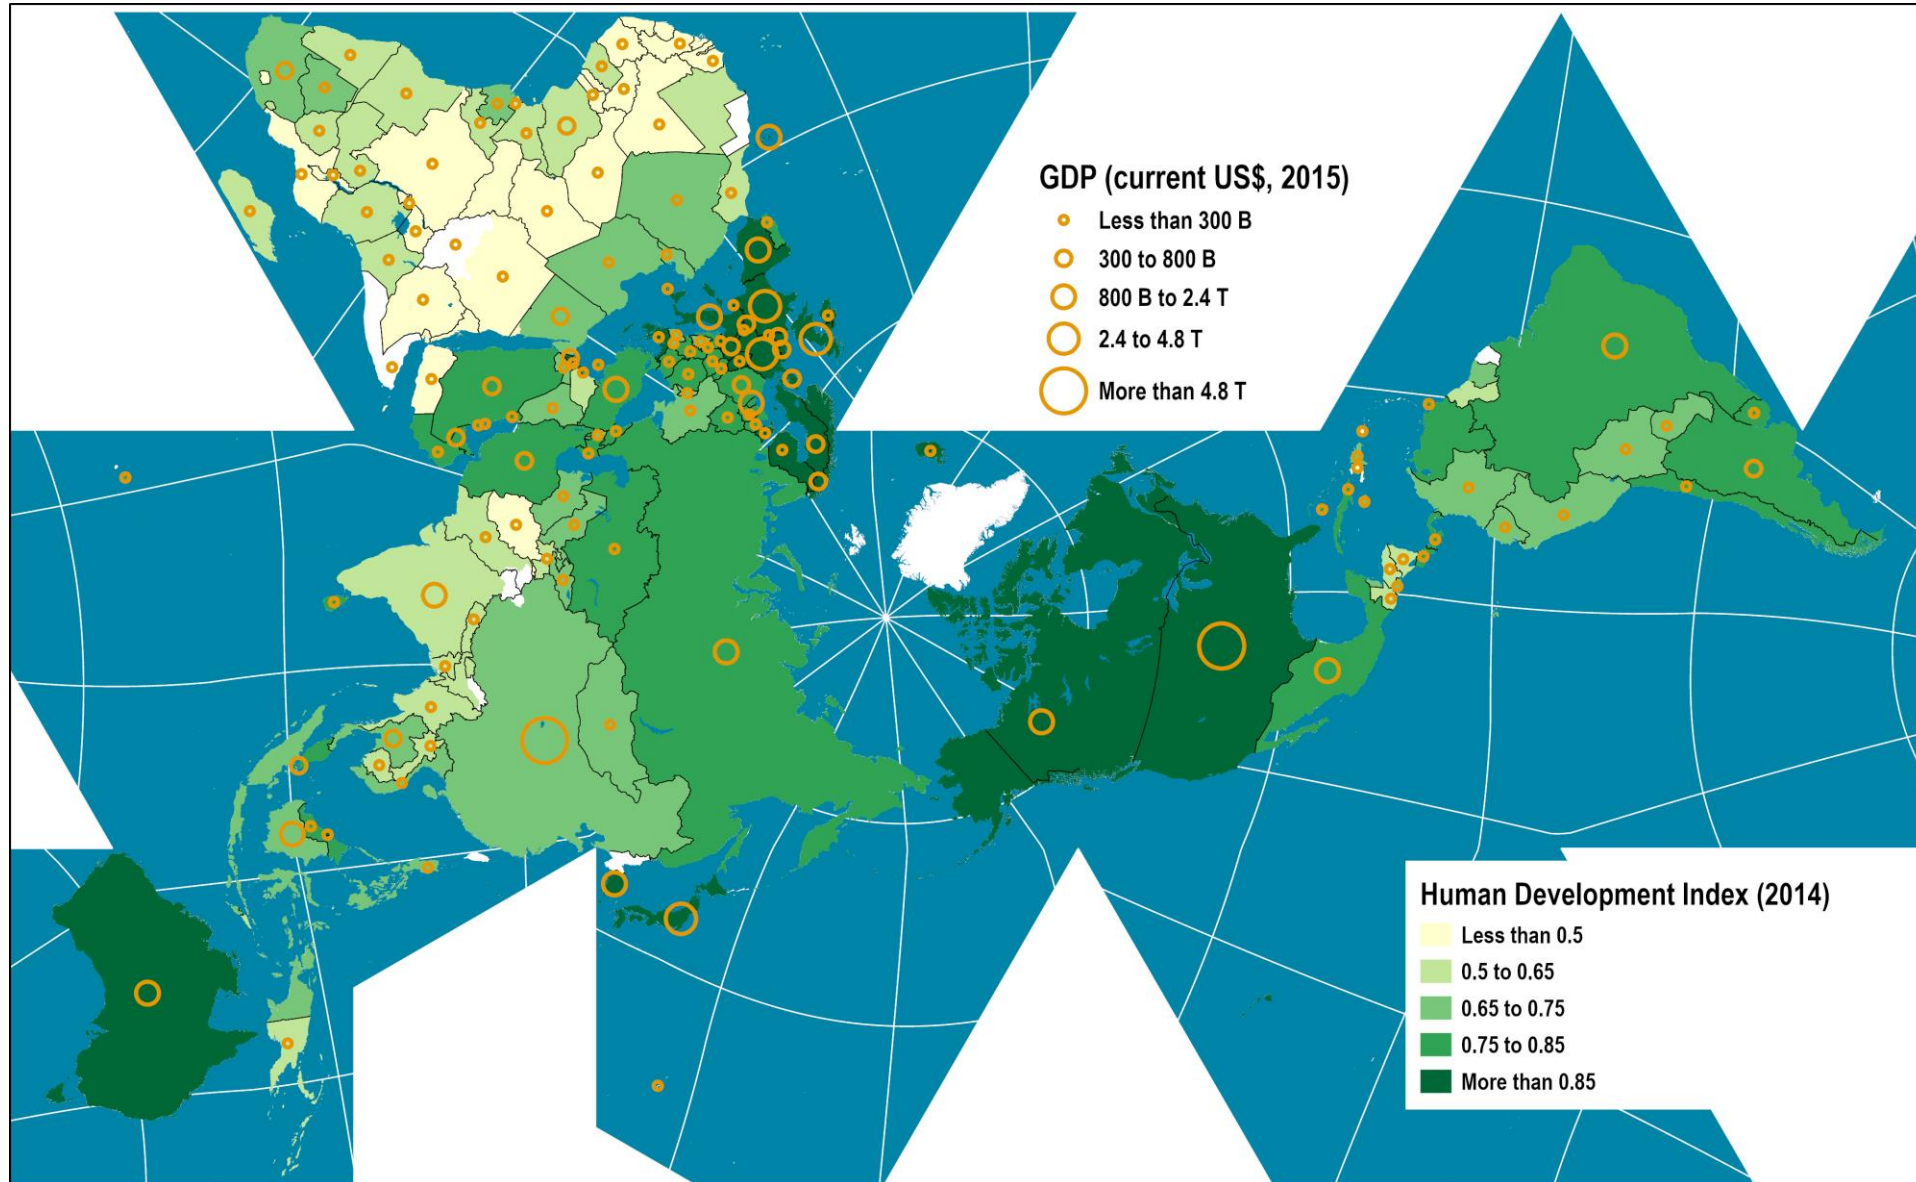 GDP (current US$, 2015)
Less than 300 B
300 to 800 B
800 B to 2.4 T
2.4 to 4.8 T
More than 4.8 T
Human Development Index (2014)
Less than 0.5
0.5 to 0.65
0.65 to 0.75
0.75 to 0.85
More than 0.85